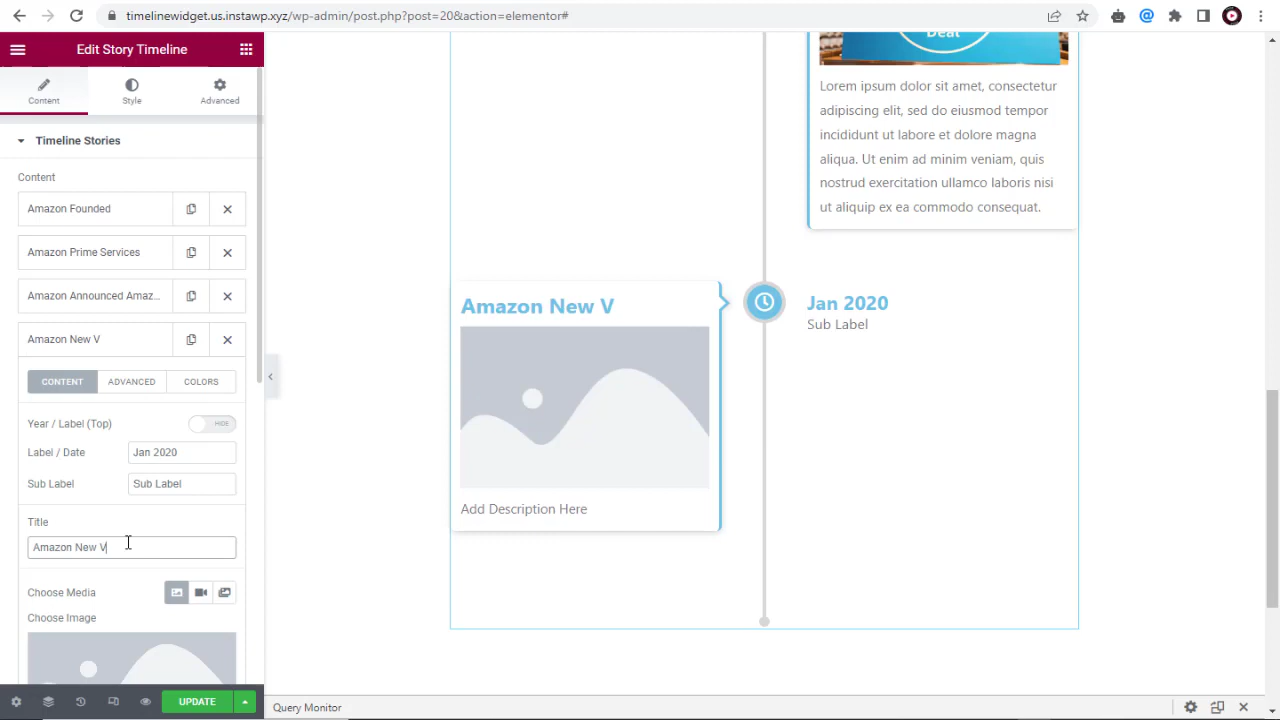 timelinewidget.us.instawp.xyz/wp-admin/post.php?post=20&action=elementor#
Edit Story Timeline
Content
Style
Advanced
Timeline Stories
Content
Amazon Founded
Amazon Prime Services
Amazon Announced Amaz...
Amazon New V
CONTENT
ADVANCED
COLORS
Year / Label (Top)
HIDE
Label / Date
Jan 2020
Sub Label
Sub Label
Title
Amazon New V
Choose Media
Choose Image
UPDATE
Deal
Lorem ipsum dolor sit amet, consectetur
adipiscing elit, sed do eiusmod tempor
incididunt ut labore et dolore magna
aliqua. Ut enim ad minim veniam, quis
nostrud exercitation ullamco laboris nisi
ut aliquip ex ea commodo consequat.
Amazon New V
Jan 2020
Sub Label
Add Description Here
Query Monitor